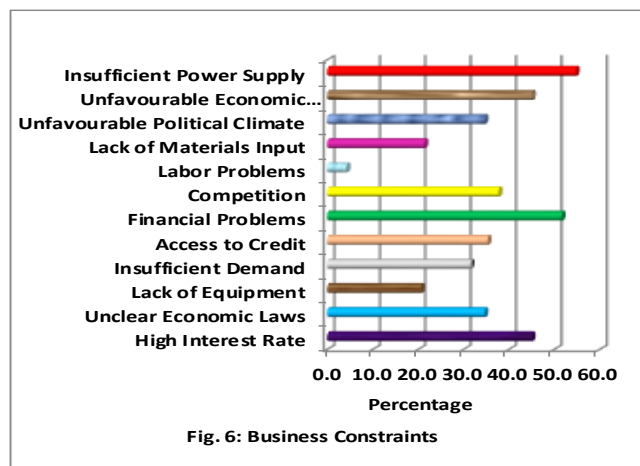 Insufficient Power Supply
Unfavourable Economic...
Unfavourable Political Climate
Lack of Materials Input
Labor Problems
Competition
Financial Problems
Access to Credit
Insufficient Demand
Lack of Equipment
Unclear Economic Laws
High Interest Rate
0.0 10.0 20.0 30.0 40.0 50.0 60.0
Percentage
Fig. 6: Business Constraints